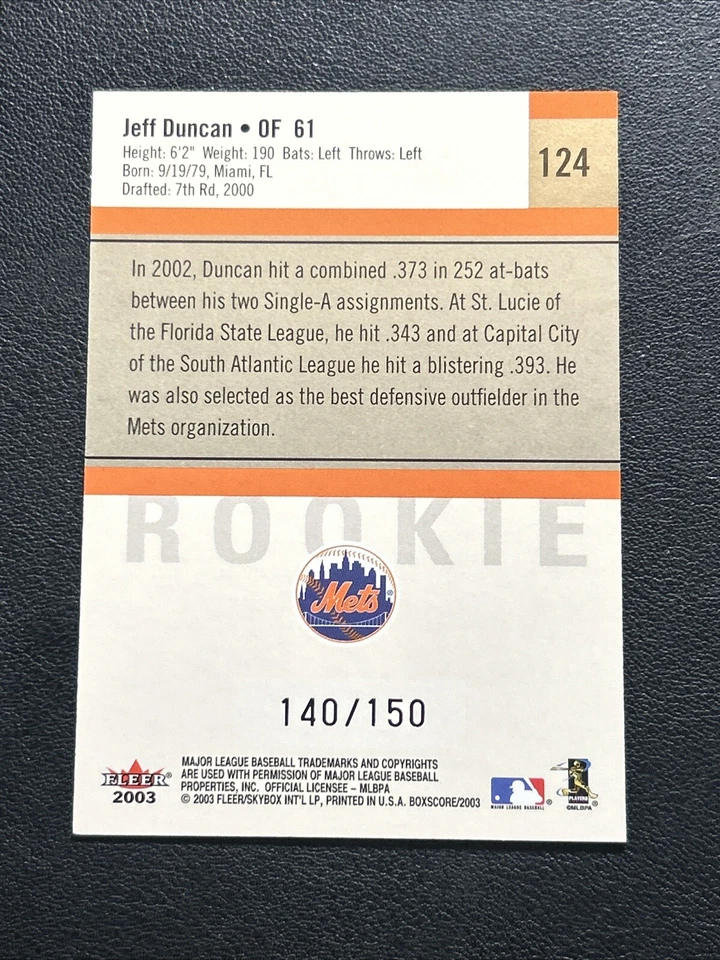 Jeff Duncan • OF 61
Height: 6'2" Weight: 190 Bats: Left Throws: Left
Born: 9/19/79, Miami, FL
Drafted: 7th Rd, 2000
124
In 2002, Duncan hit a combined .373 in 252 at-bats
between his two Single-A assignments. At St. Lucie of
the Florida State League, he hit .343 and at Capital City
of the South Atlantic League he hit a blistering .393. He
was also selected as the best defensive outfielder in the
Mets organization.
ROOKIE
Mets®
140/150
FLEER®
2003
MAJOR LEAGUE BASEBALL TRADEMARKS AND COPYRIGHTS
ARE USED WITH PERMISSION OF MAJOR LEAGUE BASEBALL
PROPERTIES, INC. OFFICIAL LICENSEE – MLBPA
© 2003 FLEER/SKYBOX INT'L LP, PRINTED IN U.S.A. BOXSCORE/2003
MAJOR LEAGUE BASEBALL®
PLAYERS
©MLBPA